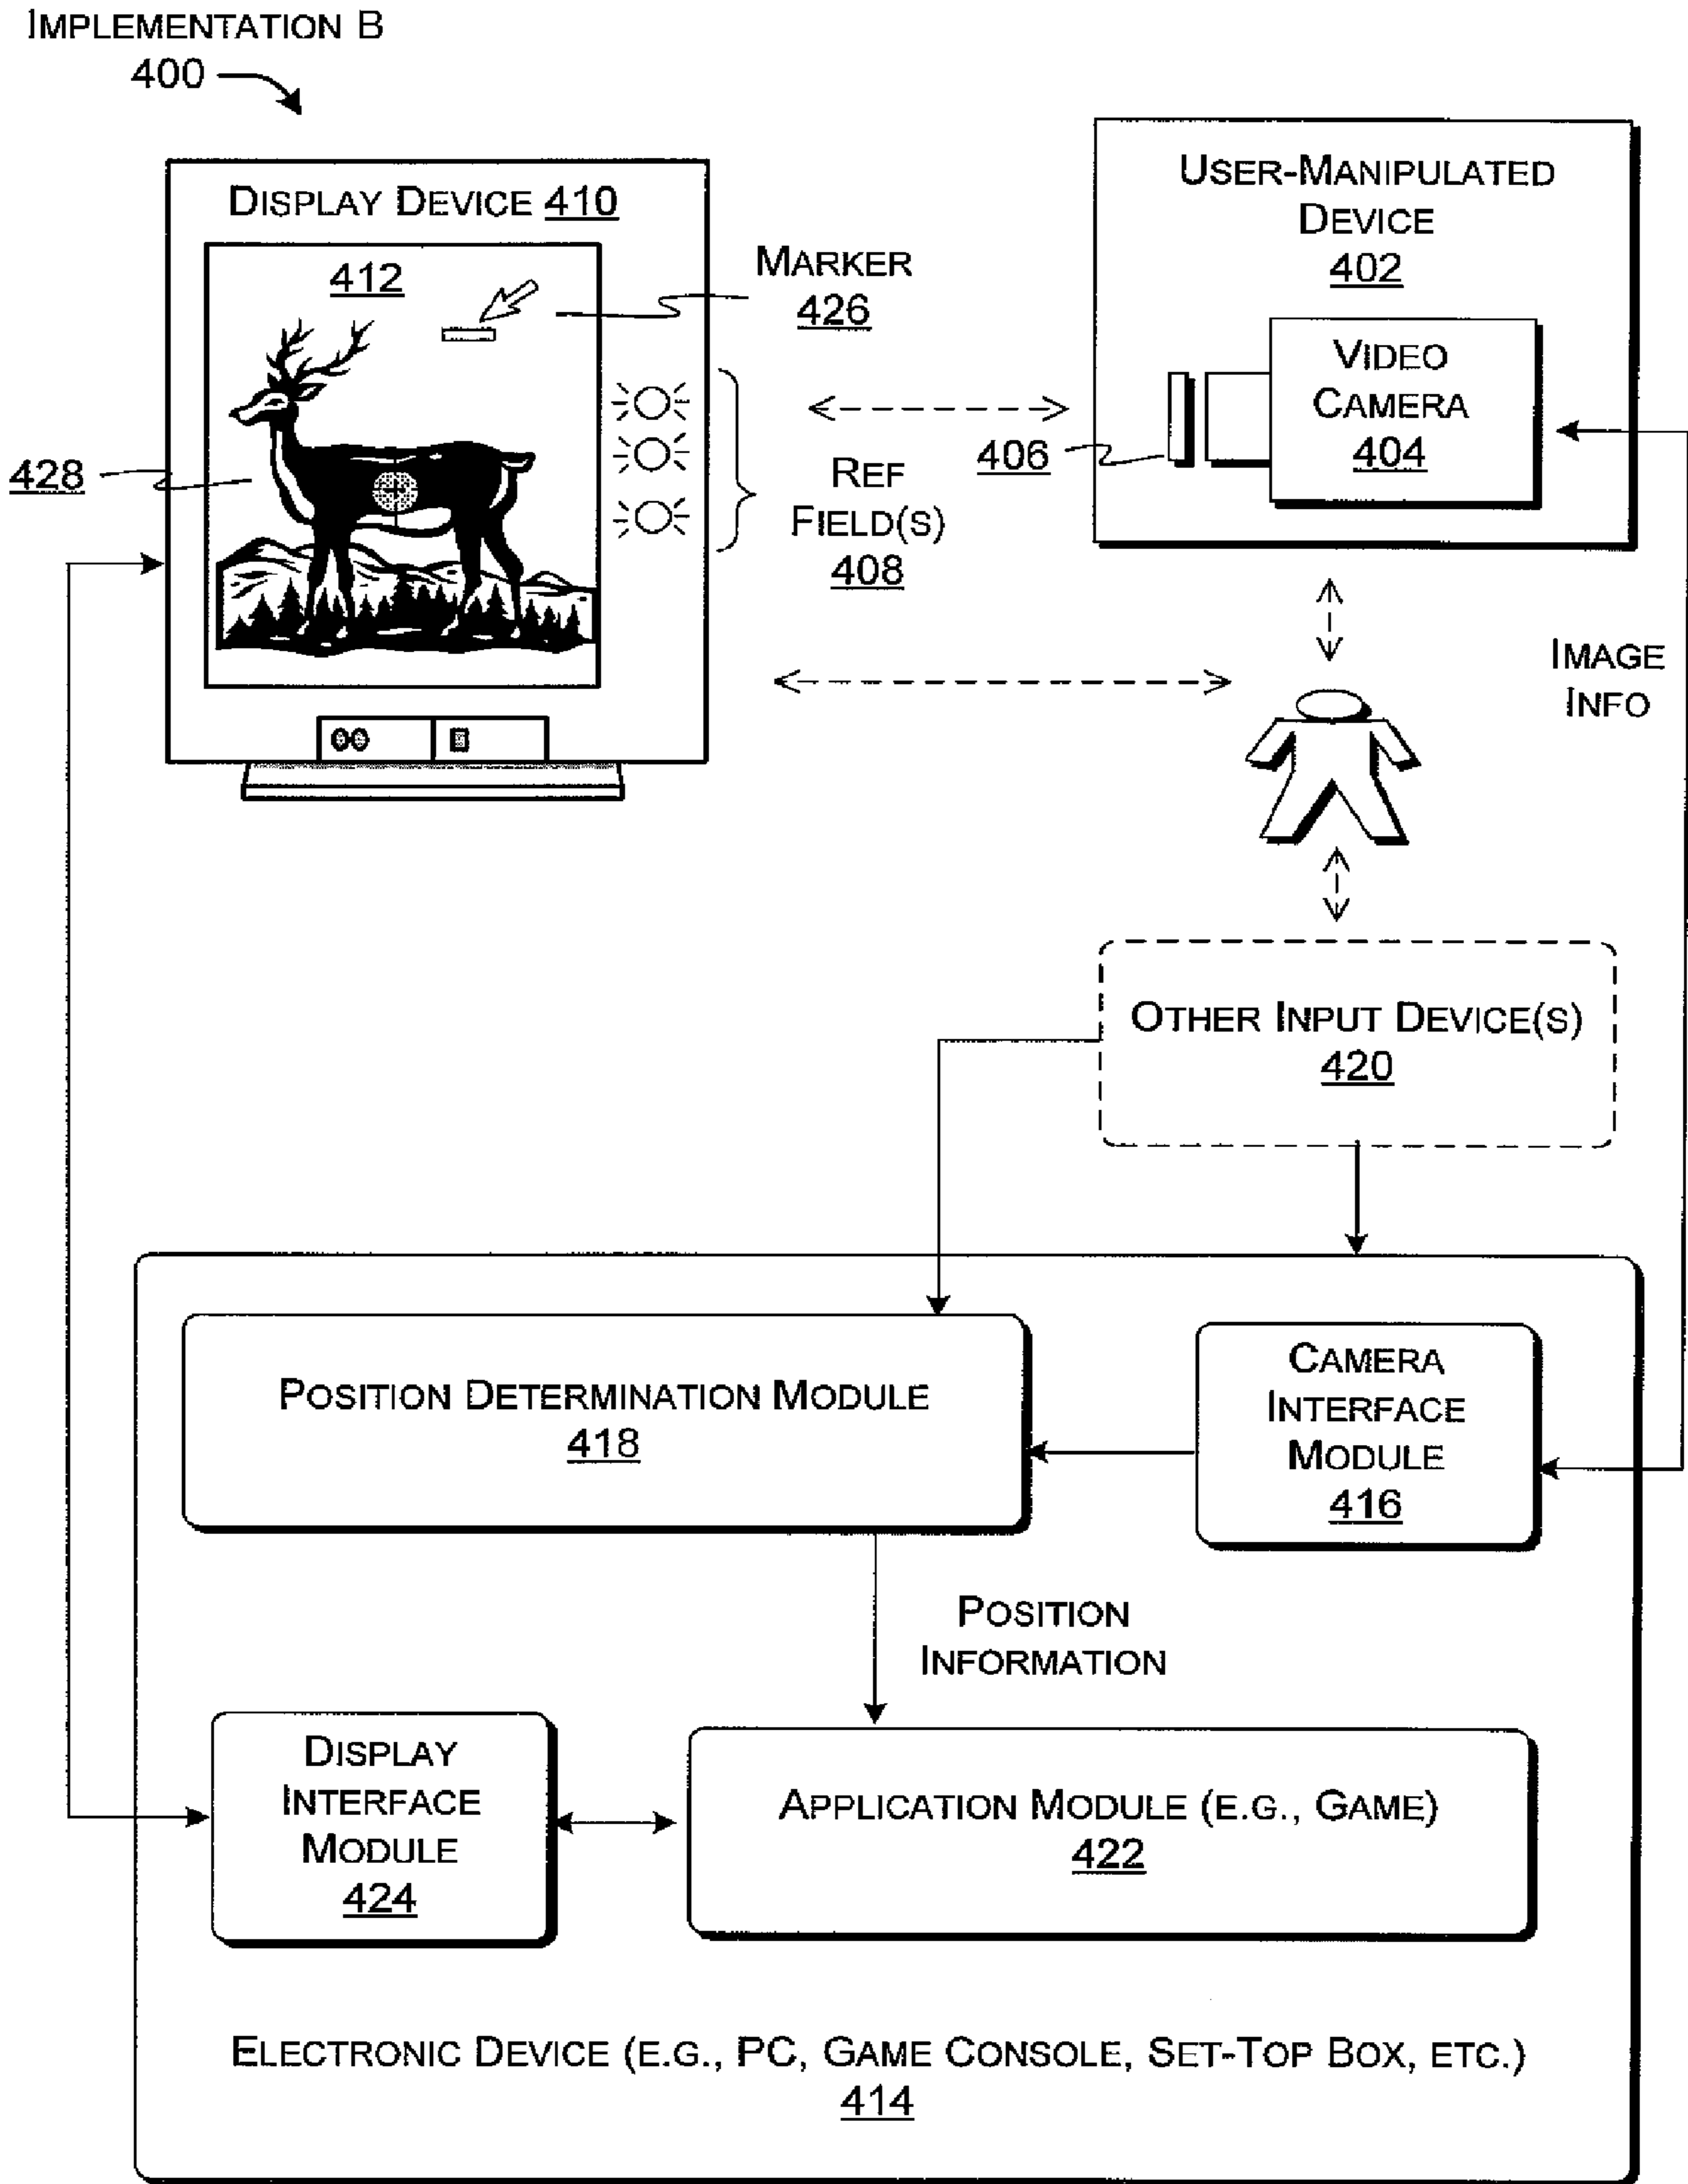 IMPLEMENTATION B
400
DISPLAY DEVICE 410
412
MARKER
426
428
REF
FIELD(S)
408
USER-MANIPULATED
DEVICE
402
VIDEO
CAMERA
404
406
IMAGE
INFO
OTHER INPUT DEVICE(S)
420
POSITION DETERMINATION MODULE
418
CAMERA
INTERFACE
MODULE
416
POSITION
INFORMATION
DISPLAY
INTERFACE
MODULE
424
APPLICATION MODULE (E.G., GAME)
422
ELECTRONIC DEVICE (E.G., PC, GAME CONSOLE, SET-TOP BOX, ETC.)
414